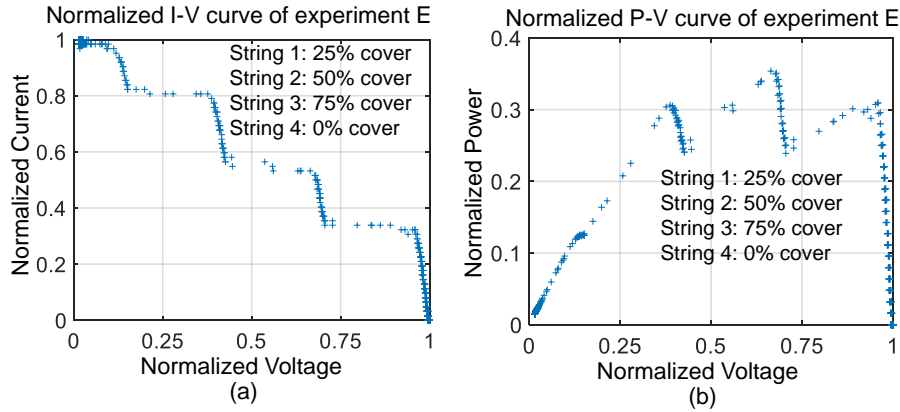 Normalized I-V curve of experiment E
1
0.8
0.6
0.4
0.2
0
Normalized Current
String 1: 25% cover
String 2: 50% cover
String 3: 75% cover
String 4: 0% cover
0
0.25
0.5
0.75
1
Normalized Voltage
(a)
Normalized P-V curve of experiment E
0.4
0.3
0.2
0.1
0
Normalized Power
String 1: 25% cover
String 2: 50% cover
String 3: 75% cover
String 4: 0% cover
0
0.25
0.5
0.75
1
Normalized Voltage
(b)